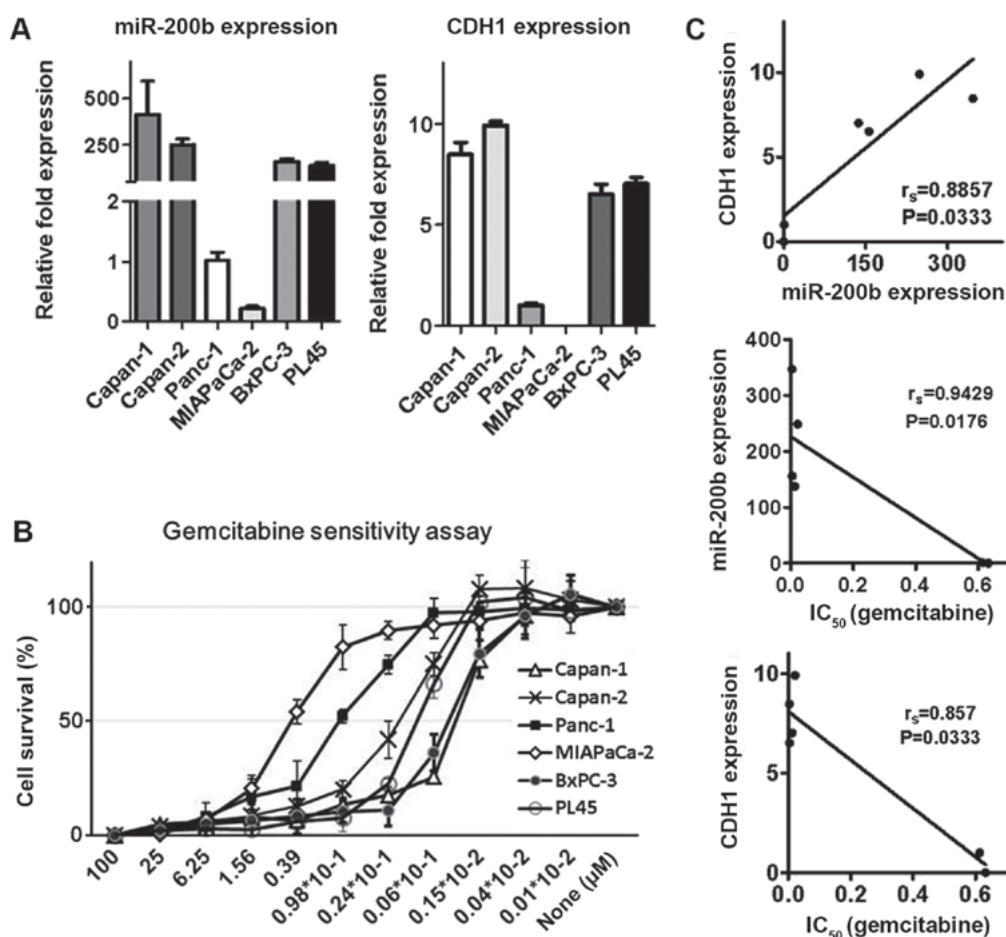 A
miR-200b expression
Relative fold expression
500
250
2
1
0
Capan-1
Capan-2
Panc-1
MIAPaCa-2
BxPC-3
PL45
CDH1 expression
Relative fold expression
10
5
0
Capan-1
Capan-2
Panc-1
MIAPaCa-2
BxPC-3
PL45
B
Gemcitabine sensitivity assay
Cell survival (%)
100
50
0
Capan-1
Capan-2
Panc-1
MIAPaCa-2
BxPC-3
PL45
100
25
6.25
1.56
0.39
0.98*10-1
0.24*10-1
0.06*10-1
0.15*10-2
0.04*10-2
0.01*10-2
None (μM)
C
CDH1 expression
10
5
0
rs=0.8857
P=0.0333
0 150 300
miR-200b expression
miR-200b expression
400
300
200
100
0
rs=0.9429
P=0.0176
0.0 0.2 0.4 0.6
IC50 (gemcitabine)
CDH1 expression
10
5
0
rs=0.857
P=0.0333
0.0 0.2 0.4 0.6
IC50 (gemcitabine)